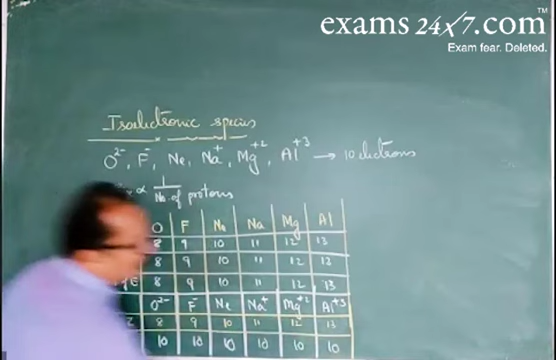 exams24x7.com
Exam fear. Deleted.
Isoelectronic species
O²⁻, F⁻, Ne, Na⁺, Mg⁺², Al⁺³ → 10 electrons
∝ 1/No. of protons
O F Ne Na Mg Al
8 9 10 11 12 13
8 9 10 11 12 13
E 8 9 10 11 12 13
O²⁻ F⁻ Ne Na⁺ Mg⁺² Al⁺³
Z 8 9 10 11 12 13
10 10 10 10 10 10